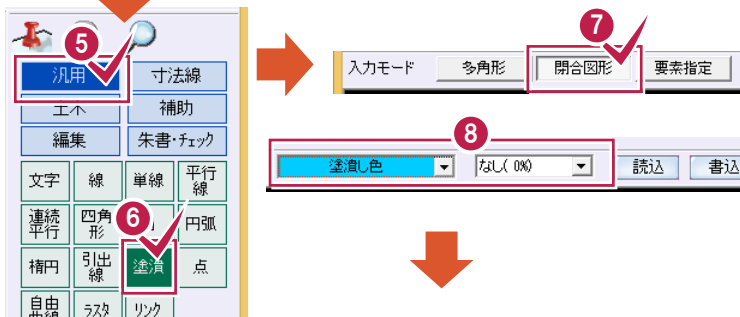 5
汎用 寸法線
土木 補助
編集 朱書・チェック
文字 線 単線 平行線
連続平行 四角形 円弧
6
楕円 引出線 塗潰 点
自由曲線 ラスタ リンク
7
入力モード 多角形 閉合図形 要素指定
8
塗潰し色 なし( 0%) 読込 書込